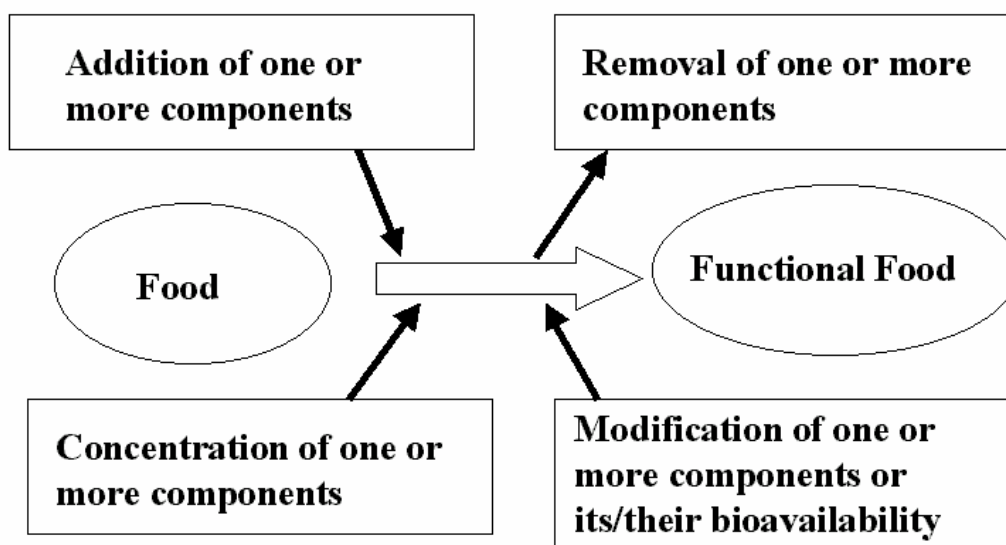 Addition of one or
more components
Removal of one or more
components
Food
Functional Food
Concentration of one or
more components
Modification of one or
more components or
its/their bioavailability